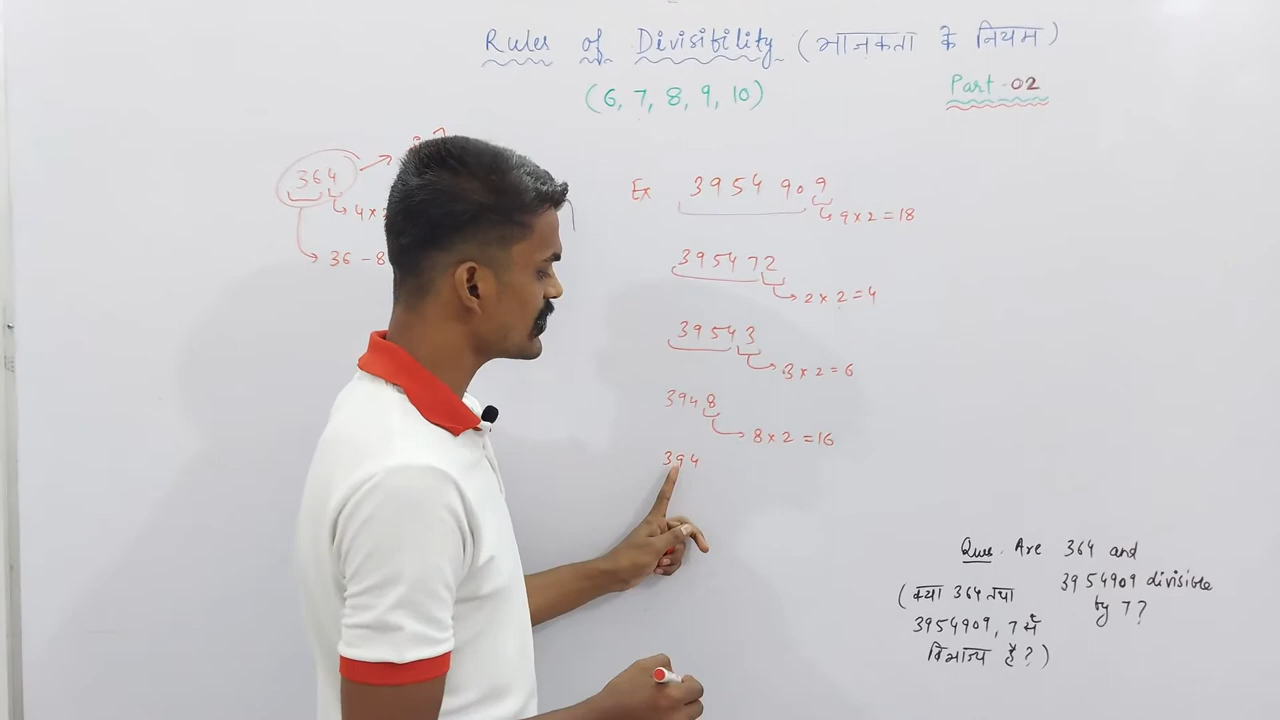 Rules of Divisibility (भाजकता के नियम)
(6, 7, 8, 9, 10)
Part-02
364
4×
36-8
Ex 3954909
9×2=18
395472
2×2=4
39543
3×2=6
3948
8×2=16
394
Ques. Are 364 and
3954909 divisible
by 7?
(क्या 364 तथा
3954909, 7 से
विभाज्य है?)